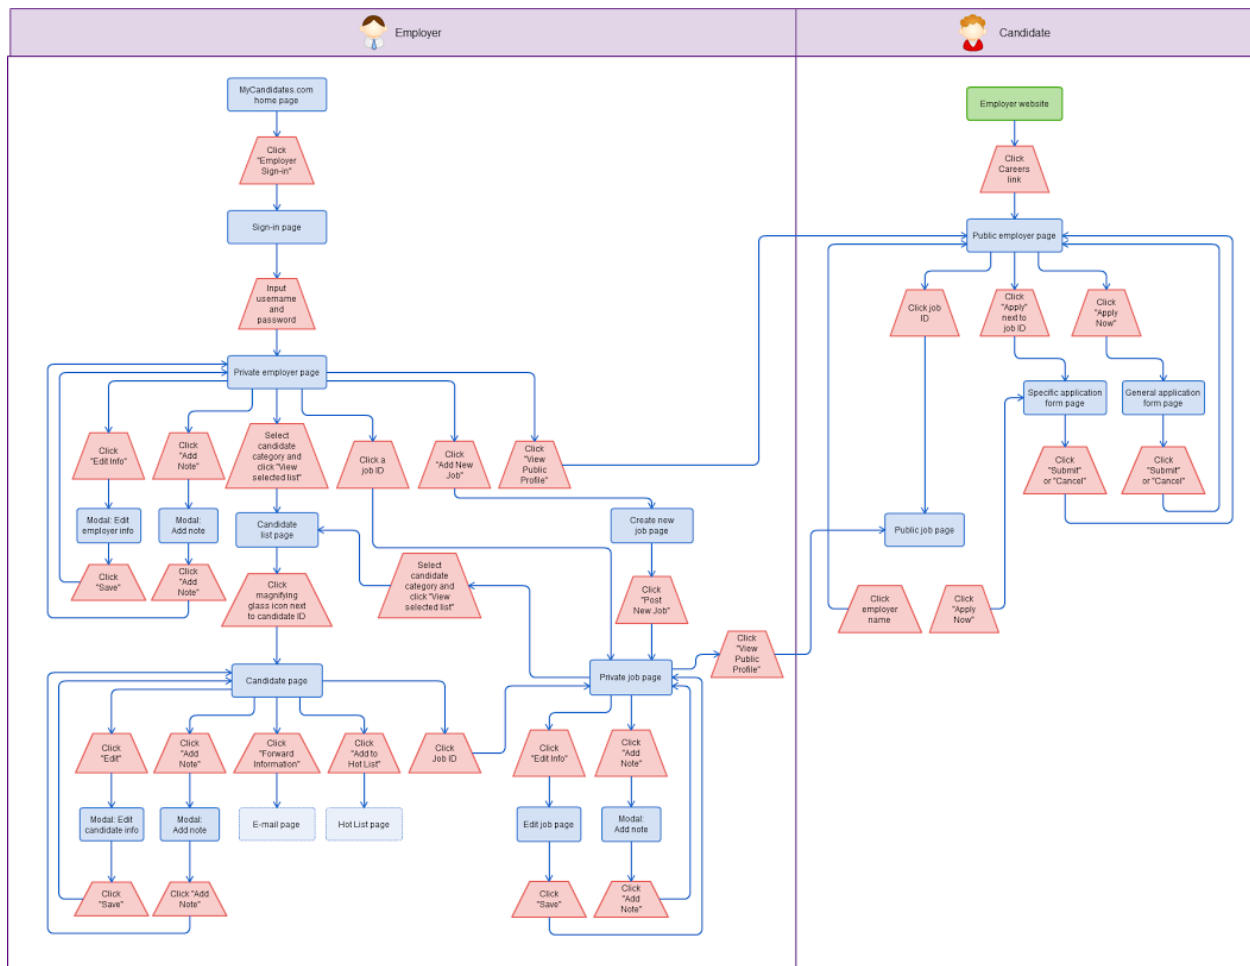 Employer
Candidate
MyCandidates.com
home page
Employer website
Click
"Employer
Sign-in"
Click
Careers
link
Sign-in page
Public employer page
Input
username
and
password
Click job
ID
Click
"Apply"
next to
job ID
Click
"Apply
Now"
Private employer page
Specific application
form page
General application
form page
Click
"Edit Info"
Click
"Add
Note"
Select
candidate
category and
click "View
selected list"
Click a
job ID
Click
"Add New
Job"
Click
"View
Public
Profile"
Click
"Submit"
or "Cancel"
Click
"Submit"
or "Cancel"
Modal: Edit
employer info
Modal:
Add note
Candidate
list page
Create new
job page
Public job page
Click
"Save"
Click
"Add
Note"
Click
magnifying
glass icon next
to candidate ID
Select
candidate
category and
click "View
selected list"
Click
"Post
New Job"
Click
employer
name
Click
"Apply
Now"
Click
"View
Public
Profile"
Candidate page
Private job page
Click
"Edit"
Click
"Add
Note"
Click
"Forward
Information"
Click
"Add to
Hot List"
Click
Job ID
Click
"Edit Info"
Click
"Add
Note"
Modal: Edit
candidate info
Modal:
Add note
E-mail page
Hot List page
Edit job page
Modal:
Add note
Click
"Save"
Click "Add
Note"
Click
"Save"
Click
"Add
Note"